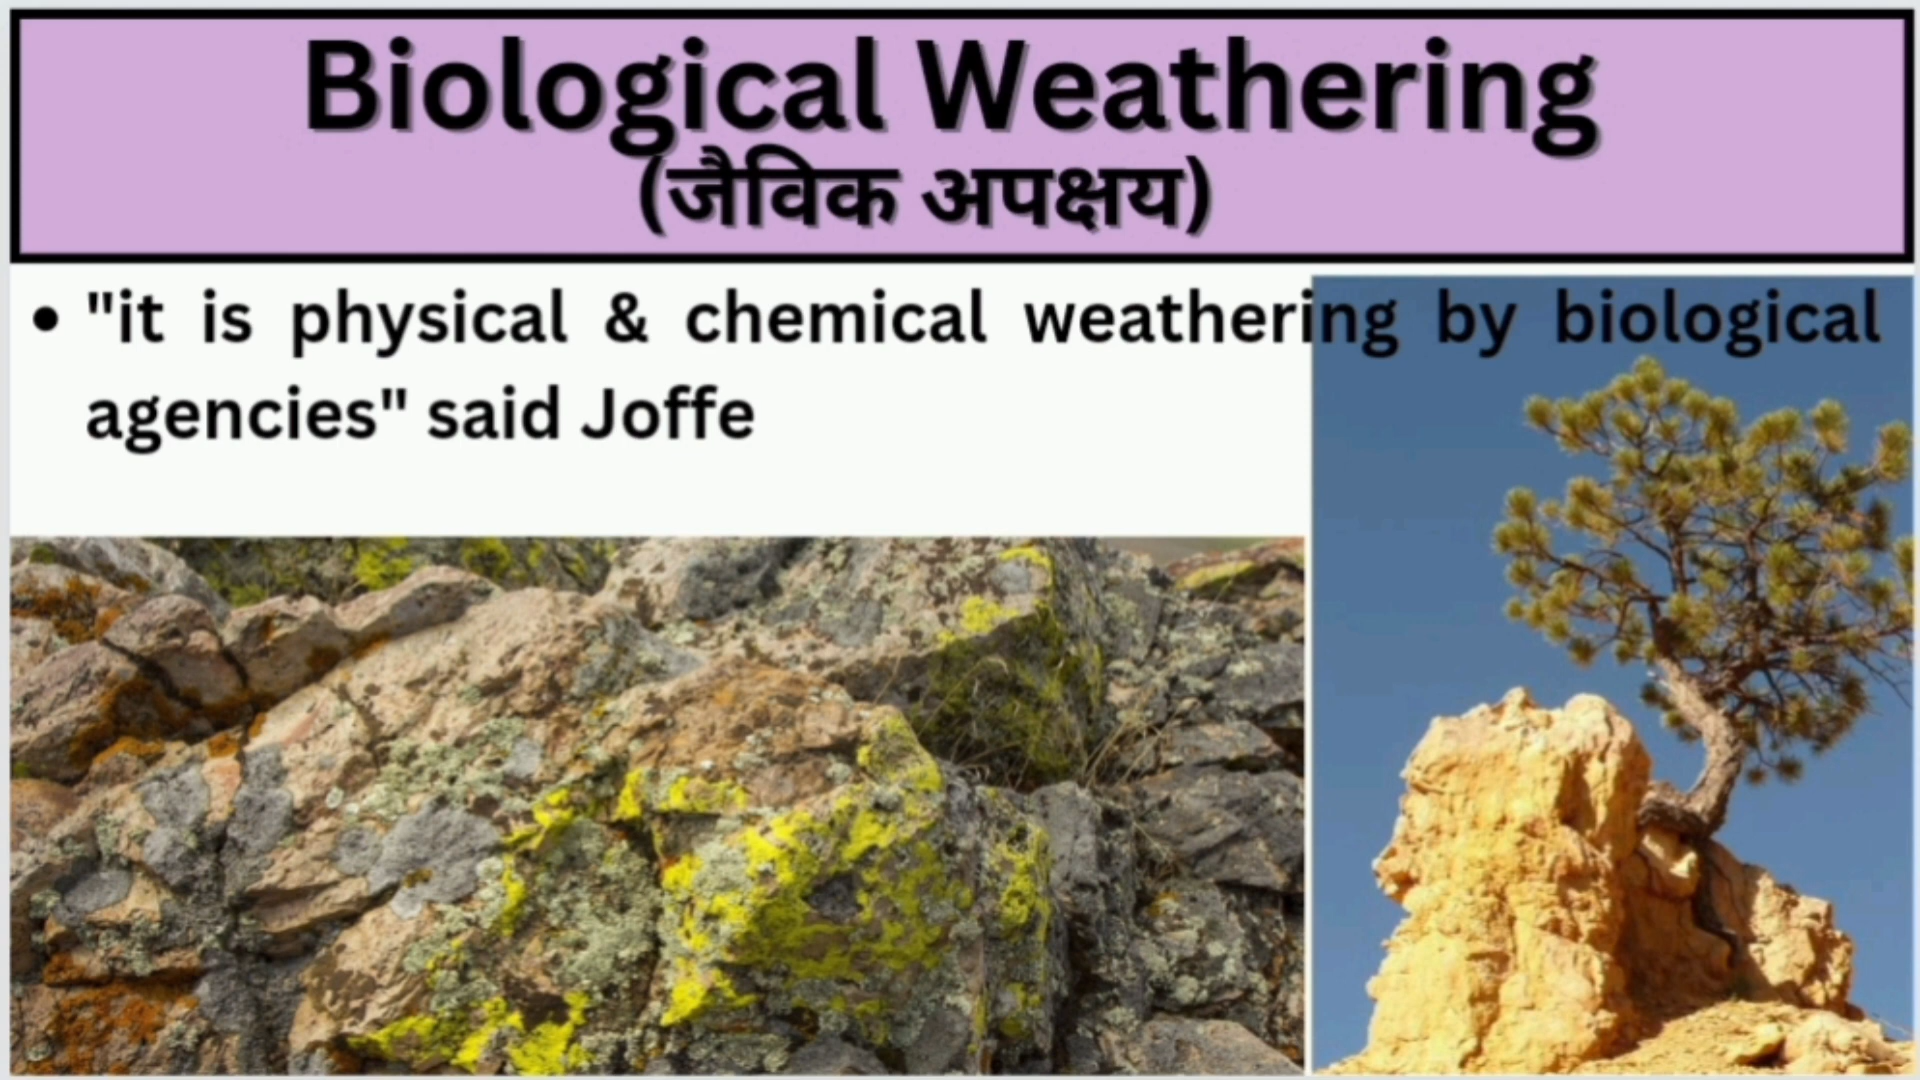 Biological Weathering
(जैविक अपक्षय)
• "it is physical & chemical weathering by biological
agencies" said Joffe